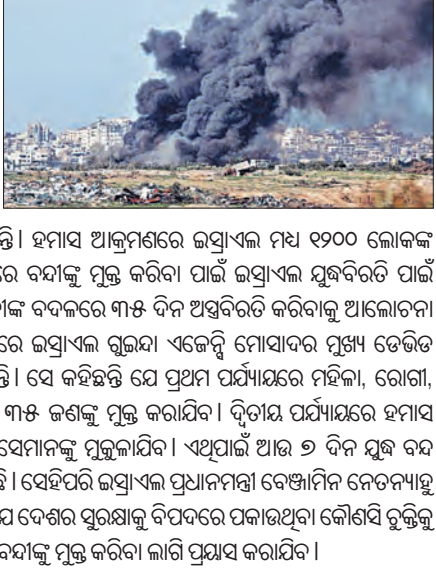 ନ୍ତି। ହମାସ ଆକ୍ରମଣରେ ଇସ୍ରାଏଲ ମଧ୍ୟ ୧୨୦୦ ଲୋକଙ୍କ
ରେ ବନ୍ଦୀଙ୍କୁ ମୁକ୍ତ କରିବା ପାଇଁ ଇସ୍ରାଏଲ ଯୁଦ୍ଧବିରତି ପାଇଁ
ୀଙ୍କ ବଦଳରେ ୩୫ ଦିନ ଅସ୍ତ୍ରବିରତି କରିବାକୁ ଆଲୋଚନା
ରେ ଇସ୍ରାଏଲ ଗୁଇନ୍ଦା ଏଜେନ୍ସି ମୋସାଦର ମୁଖ୍ୟ ଡେଭିଡ
ନ୍ତି। ସେ କହିଛନ୍ତି ଯେ ପ୍ରଥମ ପର୍ଯ୍ୟାୟରେ ମହିଳା, ରୋଗୀ,
୩୫ ଜଣଙ୍କୁ ମୁକ୍ତ କରାଯିବ। ଦ୍ୱିତୀୟ ପର୍ଯ୍ୟାୟରେ ହମାସ
ସେମାନଙ୍କୁ ମୁକୁଳାଯିବ। ଏଥିପାଇଁ ଆଉ ୭ ଦିନ ଯୁଦ୍ଧ ବନ୍ଦ
ଛି। ସେହିପରି ଇସ୍ରାଏଲ ପ୍ରଧାନମନ୍ତ୍ରୀ ବେଞ୍ଜାମିନ ନେତନ୍ୟାହୁ
ଯେ ଦେଶର ସୁରକ୍ଷାକୁ ବିପଦରେ ପକାଉଥିବା କୌଣସି ଚୁକ୍ତିକୁ
ବନ୍ଦୀଙ୍କୁ ମୁକ୍ତ କରିବା ଲାଗି ପ୍ରୟାସ କରାଯିବ।